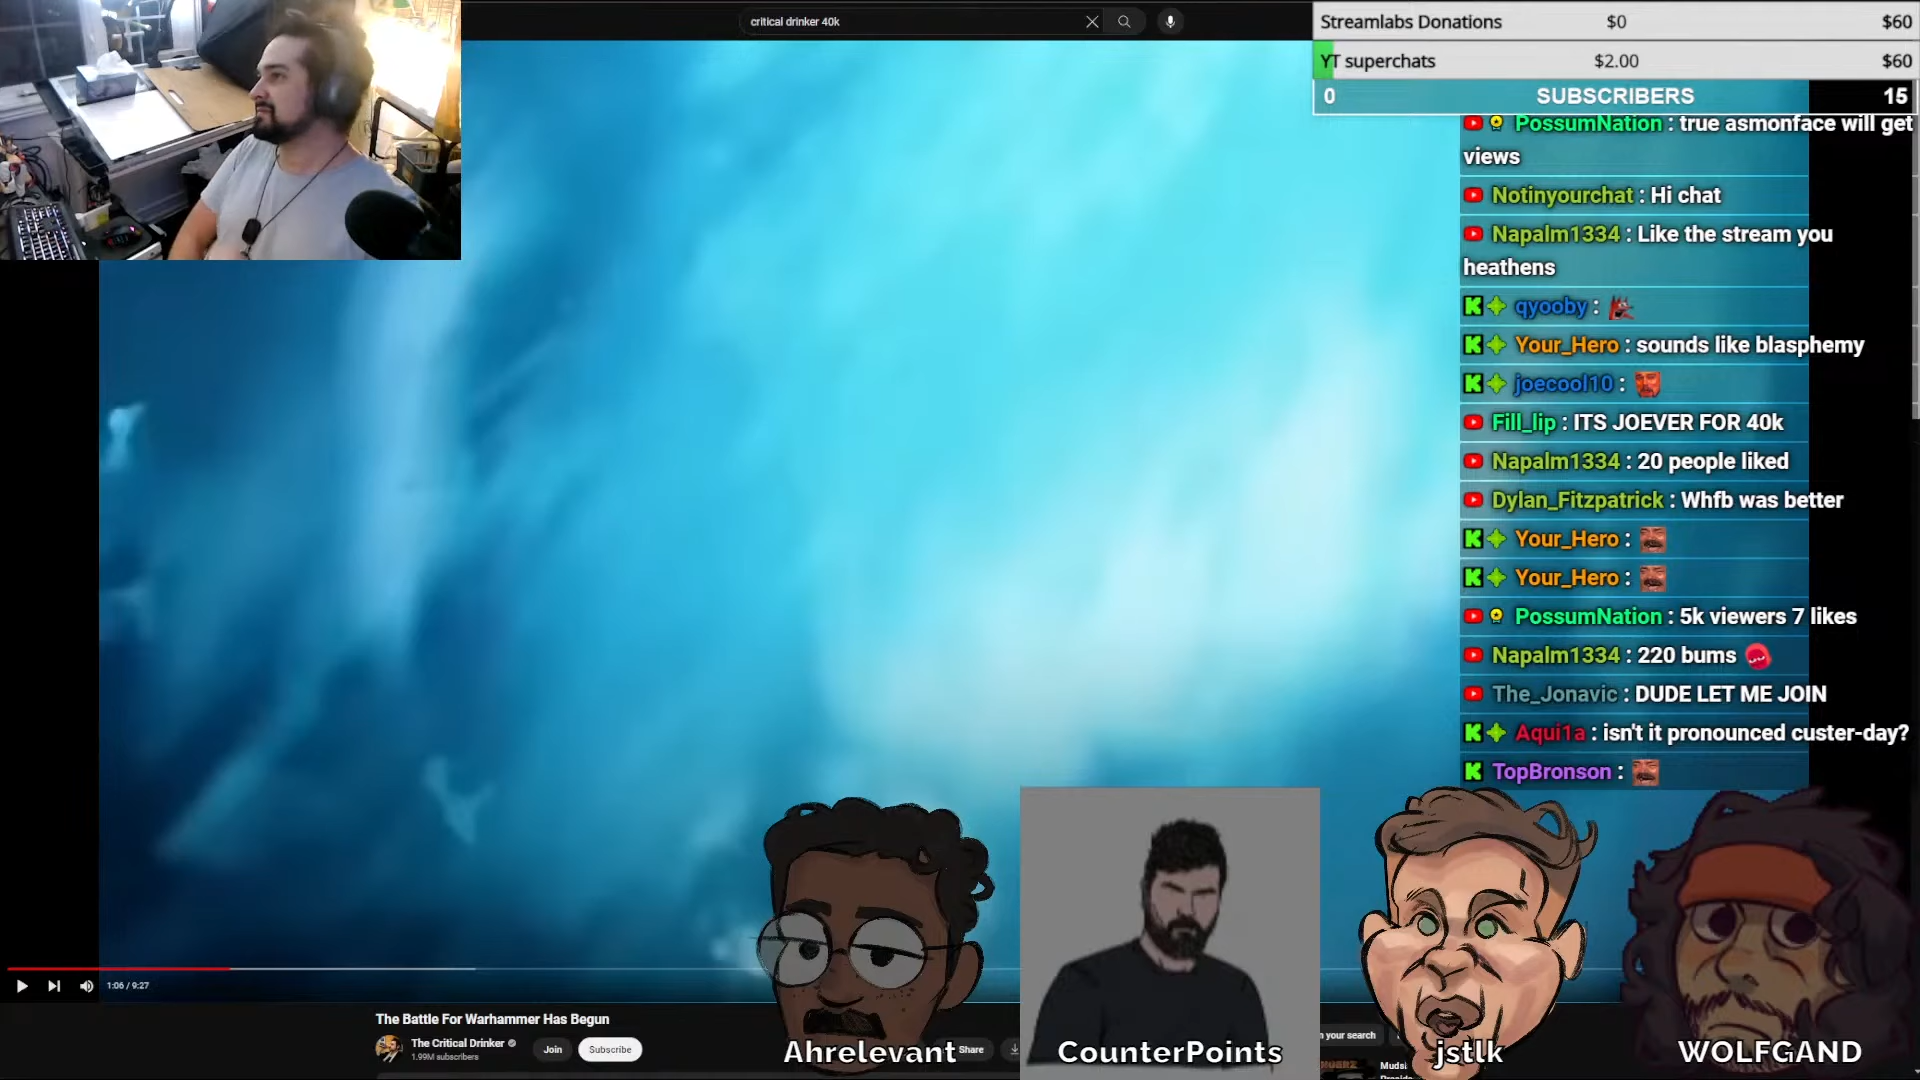 critical drinker 40k
Streamlabs Donations $0 $60
YT superchats $2.00 $60
0 SUBSCRIBERS 15
PossumNation : true asmonface will get
views
Notinyourchat : Hi chat
Napalm1334 : Like the stream you
heathens
qyooby :
Your_Hero : sounds like blasphemy
joecool10 :
Fill_lip : ITS JOEVER FOR 40k
Napalm1334 : 20 people liked
Dylan_Fitzpatrick : Whfb was better
Your_Hero :
Your_Hero :
PossumNation : 5k viewers 7 likes
Napalm1334 : 220 bums
The_Jonavic : DUDE LET ME JOIN
Aqui1a : isn't it pronounced custer-day?
TopBronson :
1:06 / 9:27
The Battle For Warhammer Has Begun
The Critical Drinker
1.99M subscribers
Join
Subscribe
Share
n your search
Ahrelevant
CounterPoints
jstlk
WOLFGAND